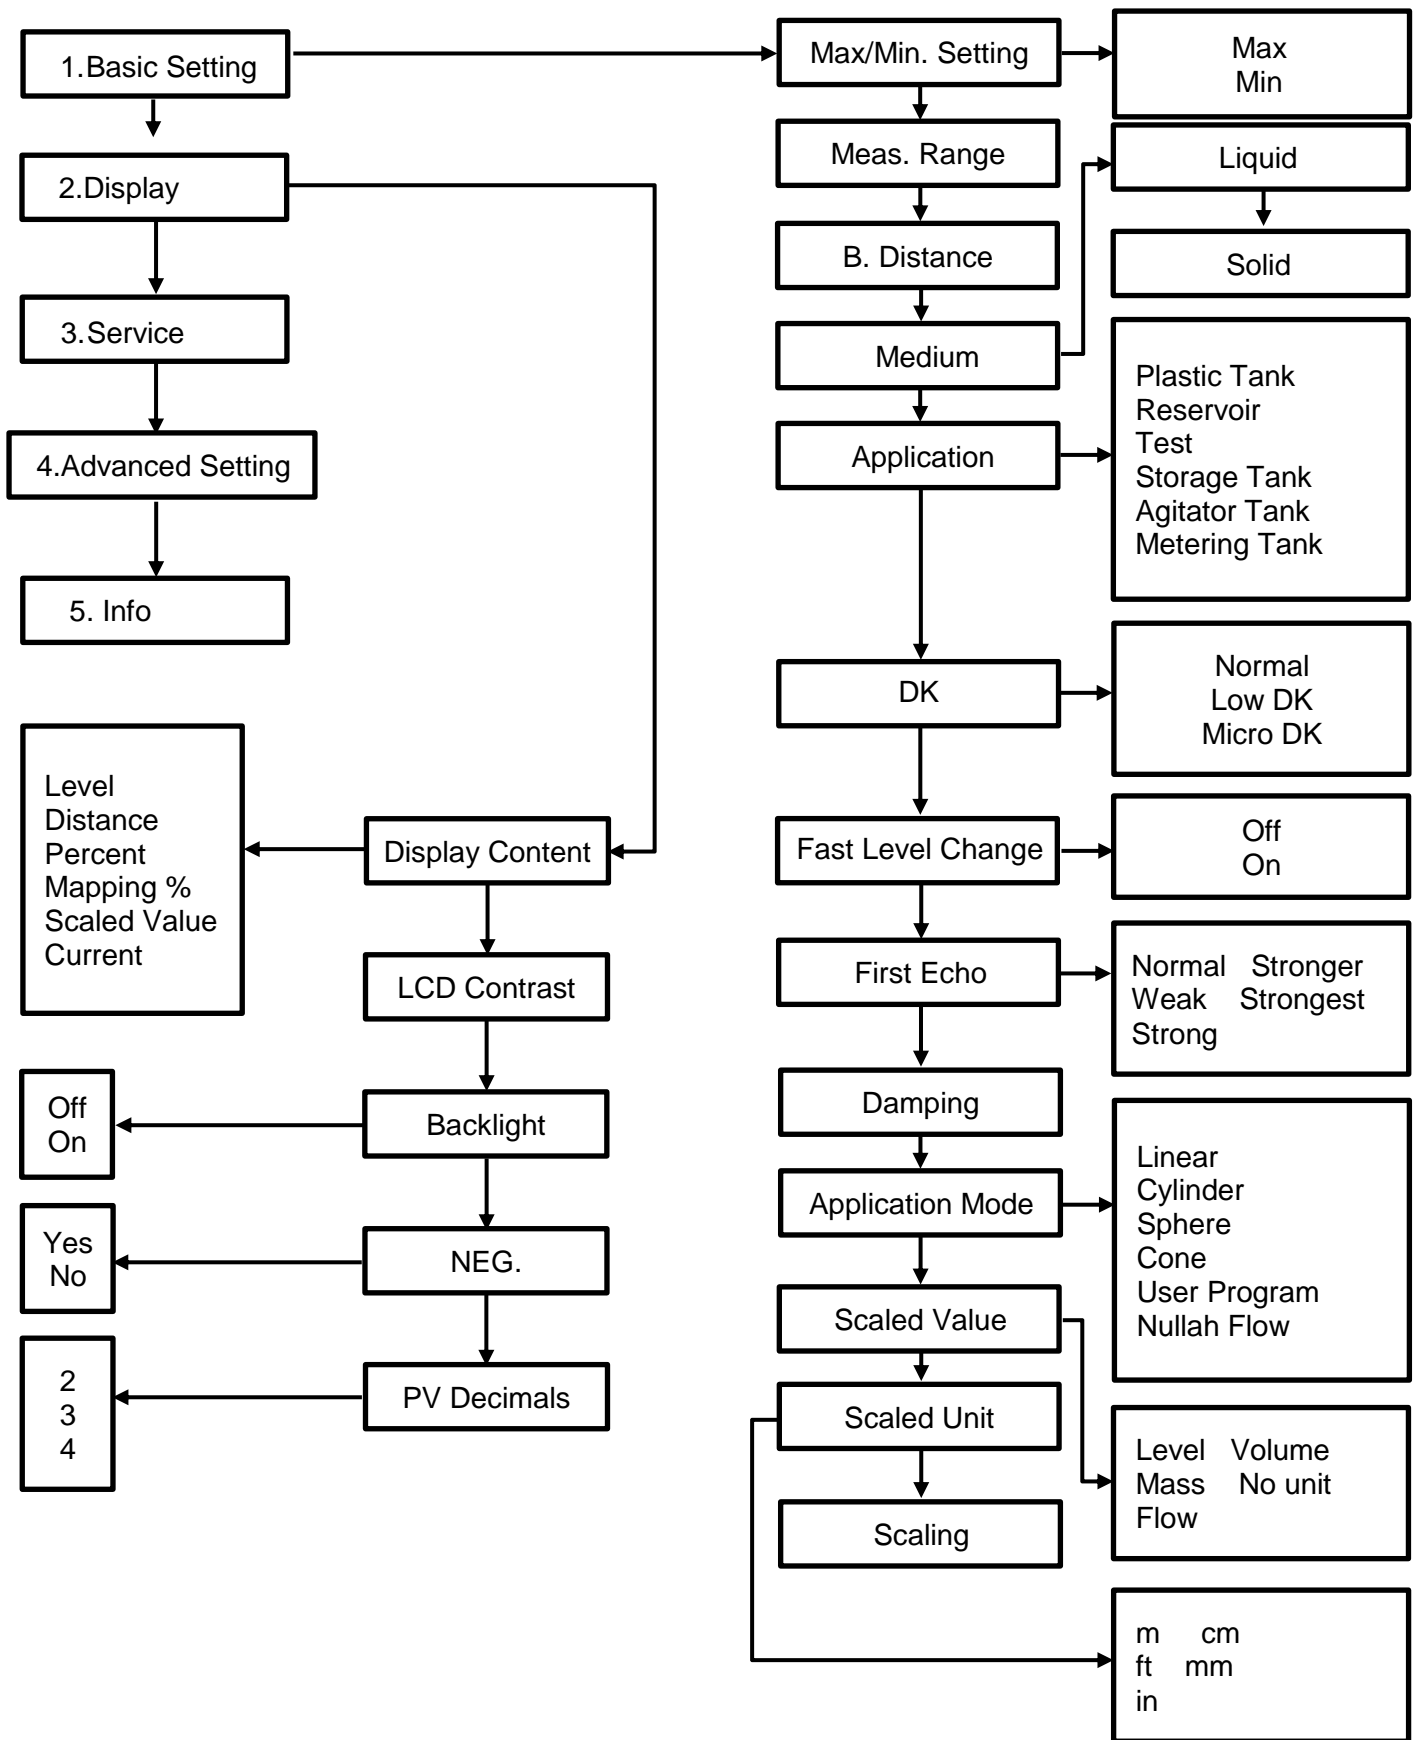 1.Basic Setting
2.Display
3.Service
4.Advanced Setting
5. Info
Level
Distance
Percent
Mapping %
Scaled Value
Current
Off
On
Yes
No
2
3
4
Display Content
LCD Contrast
Backlight
NEG.
PV Decimals
Max/Min. Setting
Meas. Range
B. Distance
Medium
Application
DK
Fast Level Change
First Echo
Damping
Application Mode
Scaled Value
Scaled Unit
Scaling
Max
Min
Liquid
Solid
Plastic Tank
Reservoir
Test
Storage Tank
Agitator Tank
Metering Tank
Normal
Low DK
Micro DK
Off
On
Normal Stronger
Weak Strongest
Strong
Linear
Cylinder
Sphere
Cone
User Program
Nullah Flow
Level Volume
Mass No unit
Flow
m cm
ft mm
in